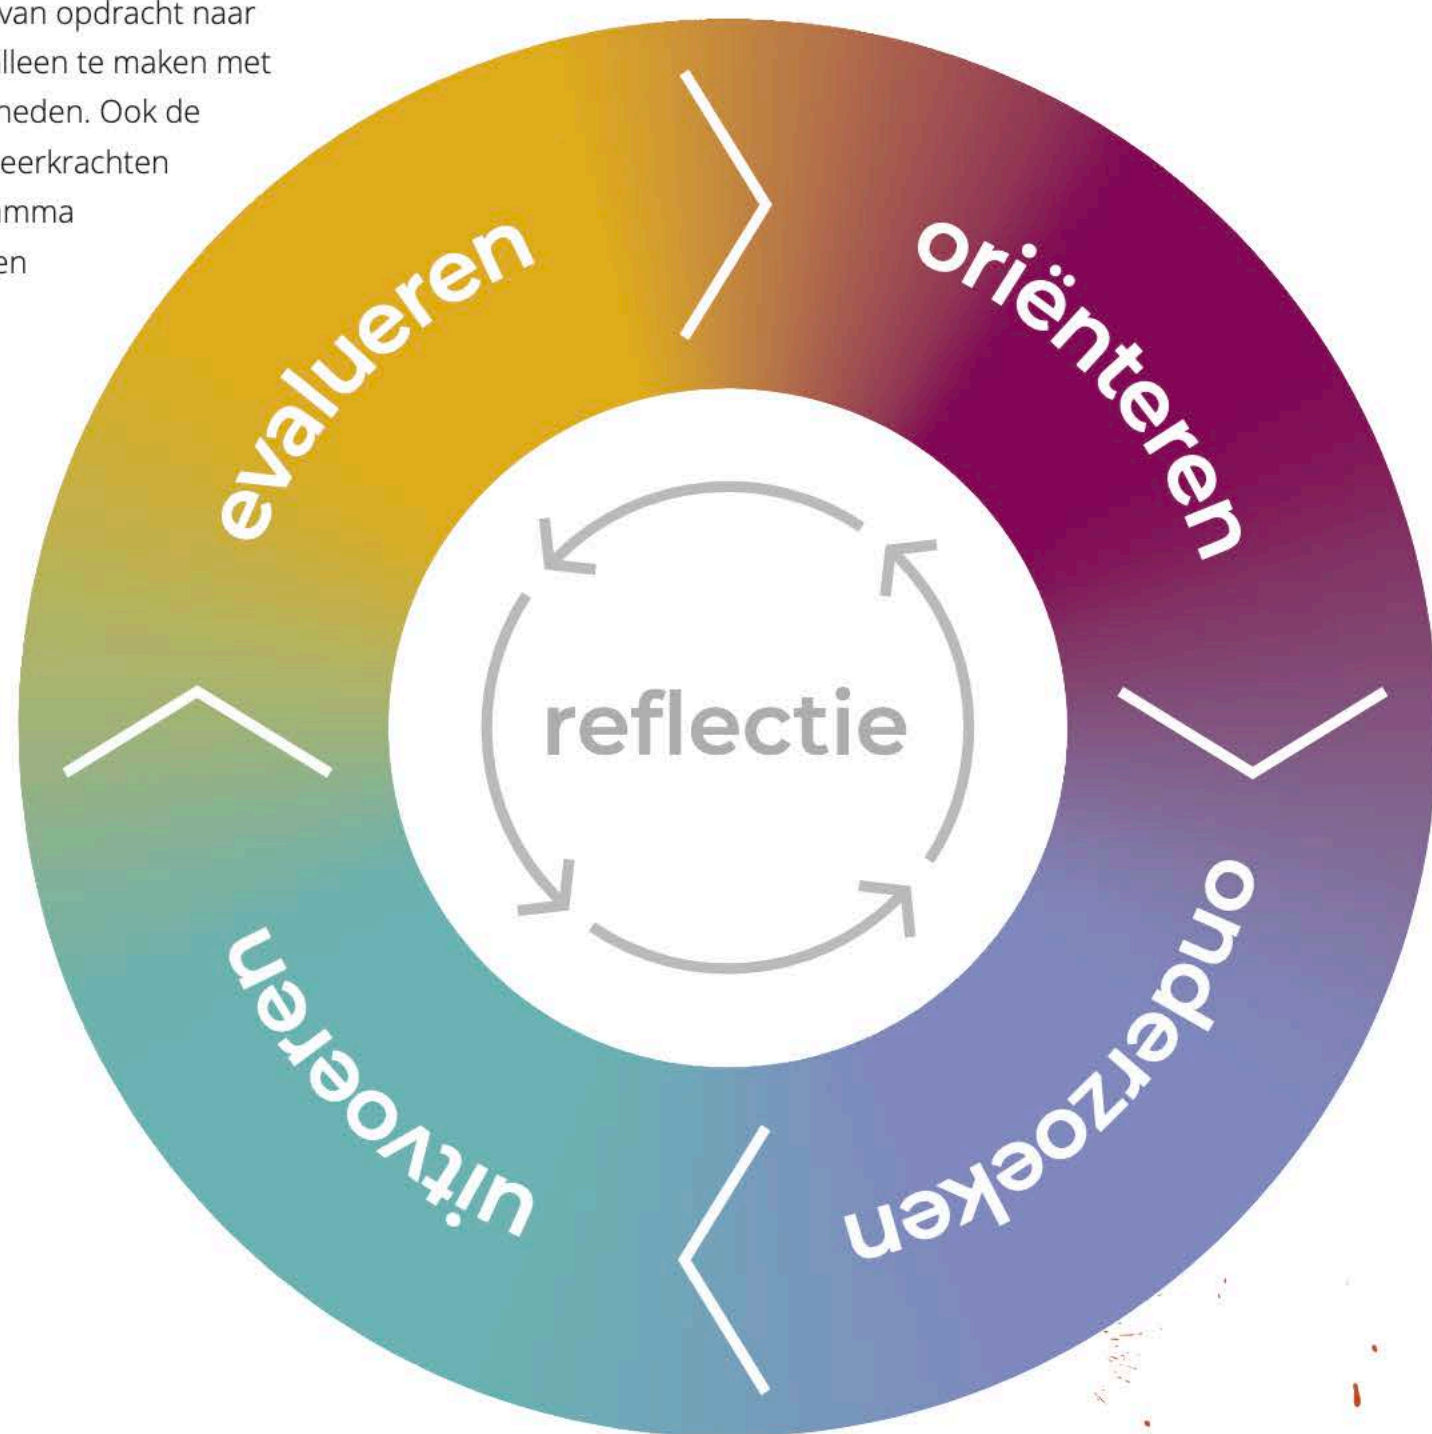 van opdracht naar
lleen te maken met
heden. Ook de
eerkrachten
mma
en
evalueren
oriënteren
reflectie
onderzoeken
uitvoeren